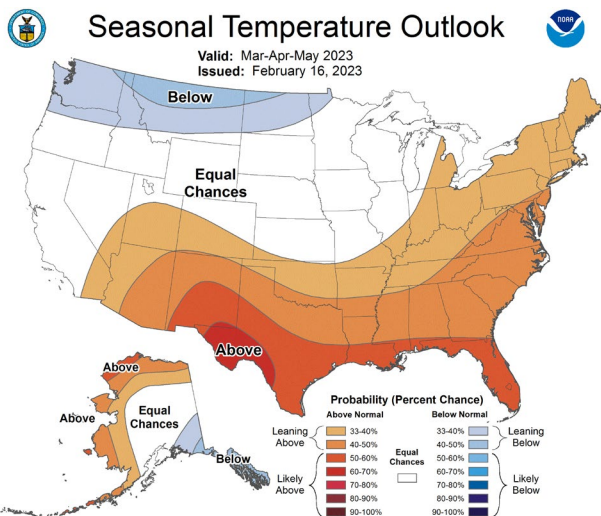 Seasonal Temperature Outlook
NOAA
Valid: Mar-Apr-May 2023
Issued: February 16, 2023
Below
Equal
Chances
Above
Above
Above
Equal
Chances
Below
Probability (Percent Chance)
Above Normal
Below Normal
Leaning
Above
33-40%
40-50%
Likely
Above
50-60%
60-70%
70-80%
80-90%
90-100%
Equal
Chances
33-40%
40-50%
Leaning
Below
50-60%
60-70%
70-80%
80-90%
90-100%
Likely
Below